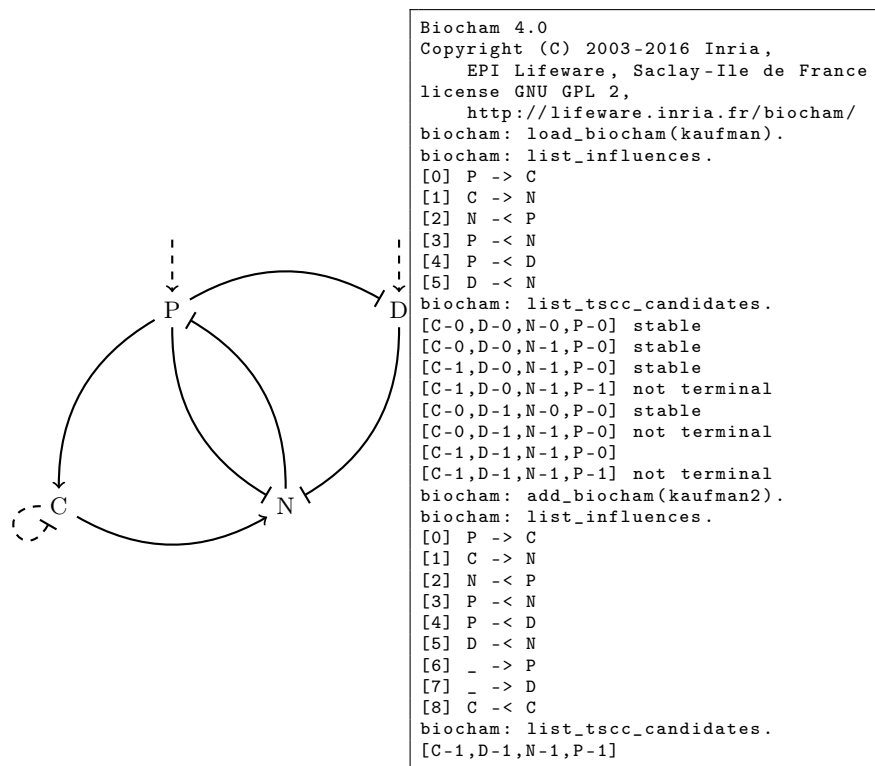 P
D
C
N
Biocham 4.0
Copyright (C) 2003-2016 Inria,
EPI Lifeware, Saclay-Ile de France
license GNU GPL 2,
http://lifeware.inria.fr/biocham/
biocham: load_biocham(kaufman).
biocham: list_influences.
[0] P -> C
[1] C -> N
[2] N -< P
[3] P -< N
[4] P -< D
[5] D -< N
biocham: list_tscc_candidates.
[C-0,D-0,N-0,P-0] stable
[C-0,D-0,N-1,P-0] stable
[C-1,D-0,N-1,P-0] stable
[C-1,D-0,N-1,P-1] not terminal
[C-0,D-1,N-0,P-0] stable
[C-0,D-1,N-1,P-0] not terminal
[C-1,D-1,N-1,P-0]
[C-1,D-1,N-1,P-1] not terminal
biocham: add_biocham(kaufman2).
biocham: list_influences.
[0] P -> C
[1] C -> N
[2] N -< P
[3] P -< N
[4] P -< D
[5] D -< N
[6] _ -> P
[7] _ -> D
[8] C -< C
biocham: list_tscc_candidates.
[C-1,D-1,N-1,P-1]